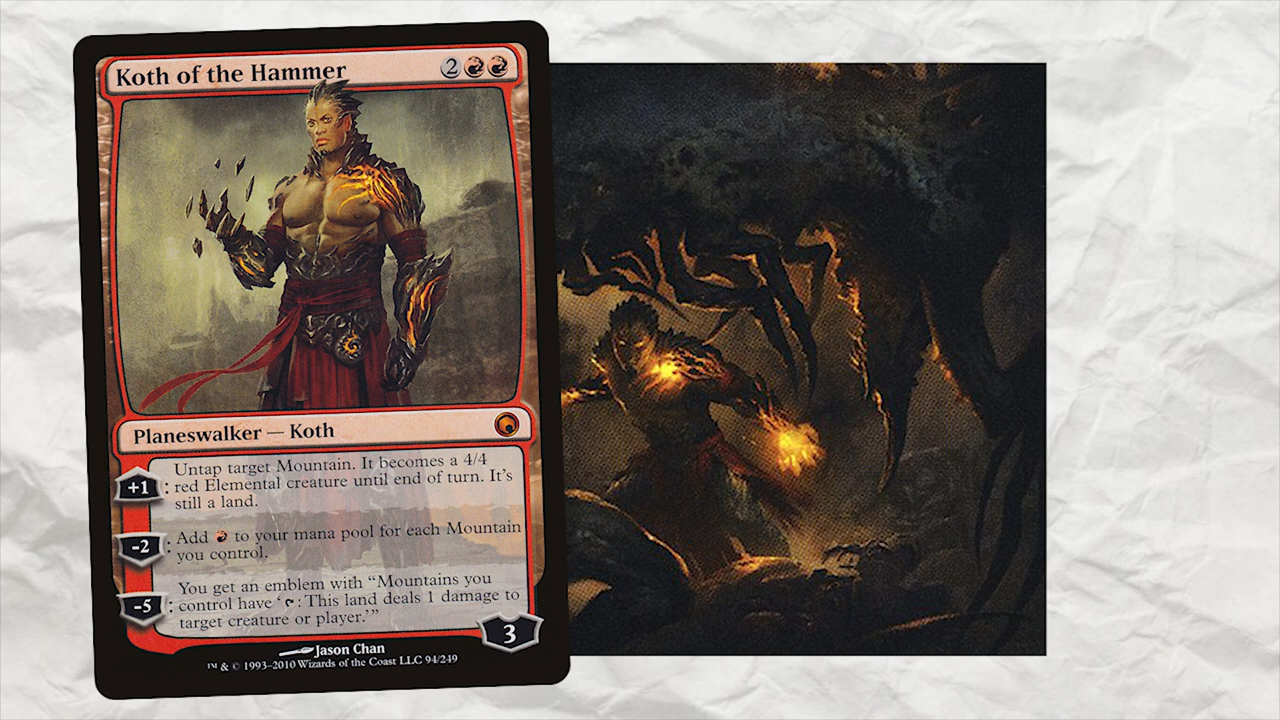 Koth of the Hammer 2
Planeswalker — Koth
+1: Untap target Mountain. It becomes a 4/4
red Elemental creature until end of turn. It's
still a land.
-2: Add to your mana pool for each Mountain
you control.
-5: You get an emblem with “Mountains you
control have ‘ : This land deals 1 damage to
target creature or player.’”
3
Jason Chan
™ & © 1993–2010 Wizards of the Coast LLC 94/249